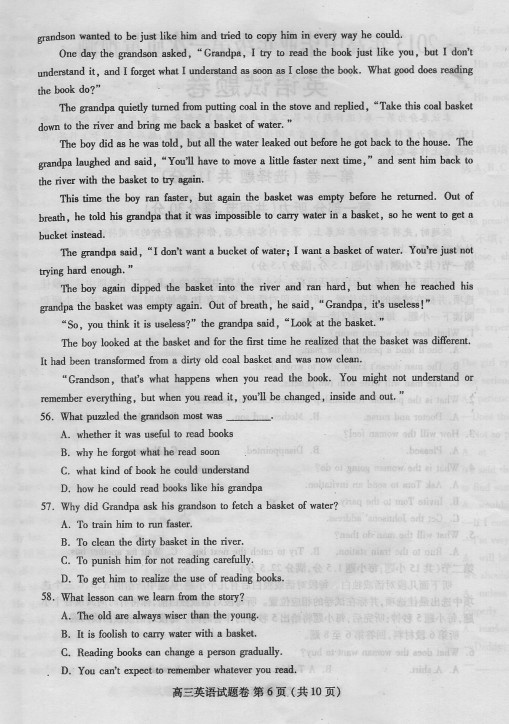 grandson wanted to be just like him and tried to copy him in every way he could.
One day the grandson asked, "Grandpa, I try to read the book just like you, but I don't
understand it, and I forget what I understand as soon as I close the book. What good does reading
the book do?"
The grandpa quietly turned from putting coal in the stove and replied, "Take this coal basket
down to the river and bring me back a basket of water. "
The boy did as he was told, but all the water leaked out before he got back to the house. The
grandpa laughed and said, "You'll have to move a little faster next time," and sent him back to
the river with the basket to try again.
This time the boy ran faster, but again the basket was empty before he returned. Out of
breath, he told his grandpa that it was impossible to carry water in a basket, so he went to get a
bucket instead.
The grandpa said, "I don't want a bucket of water; I want a basket of water. You're just not
trying hard enough. "
The boy again dipped the basket into the river and ran hard, but when he reached his
grandpa the basket was empty again. Out of breath, he said, "Grandpa, it's useless!"
"So, you think it is useless?" the grandpa said, "Look at the basket. "
The boy looked at the basket and for the first time he realized that the basket was different.
It had been transformed from a dirty old coal basket and was now clean.
"Grandson, that's what happens when you read the book. You might not understand or
remember everything, but when you read it, you'll be changed, inside and out. "
56. What puzzled the grandson most was ______.
A. whether it was useful to read books
B. why he forgot what he read soon
C. what kind of book he could understand
D. how he could read books like his grandpa
57. Why did Grandpa ask his grandson to fetch a basket of water?
A. To train him to run faster.
B. To clean the dirty basket in the river.
C. To punish him for not reading carefully.
D. To get him to realize the use of reading books.
58. What lesson can we learn from the story?
A. The old are always wiser than the young.
B. It is foolish to carry water with a basket.
C. Reading books can change a person gradually.
D. You can't expect to remember whatever you read.
高三英语试题卷 第 6 页 (共 10 页)